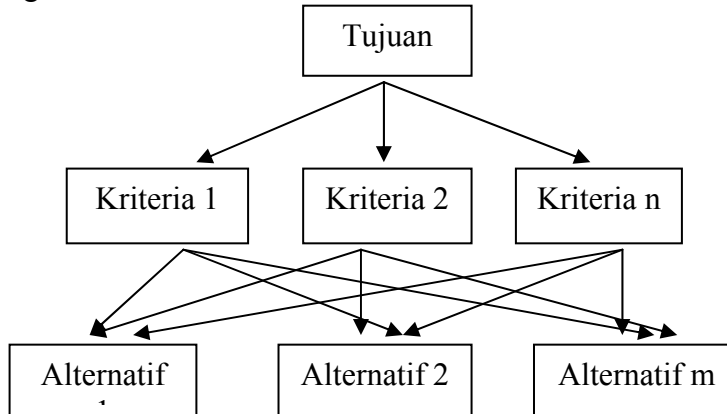 Tujuan
Kriteria 1
Kriteria 2
Kriteria n
Alternatif
Alternatif 2
Alternatif m